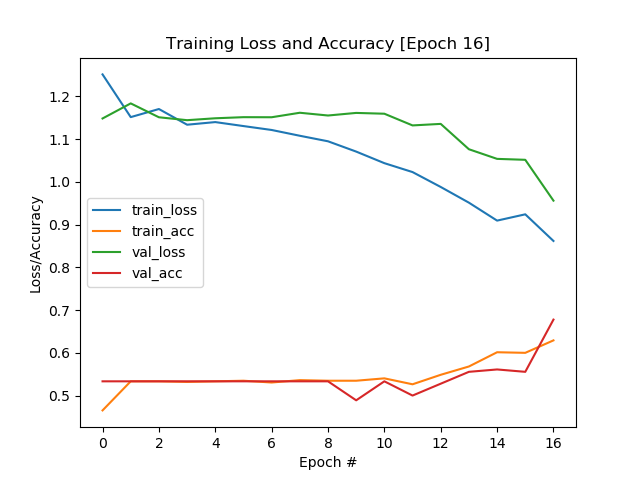 Training Loss and Accuracy [Epoch 16]
Loss/Accuracy
1.2
1.1
1.0
0.9
0.8
0.7
0.6
0.5
train_loss
train_acc
val_loss
val_acc
0 2 4 6 8 10 12 14 16
Epoch #